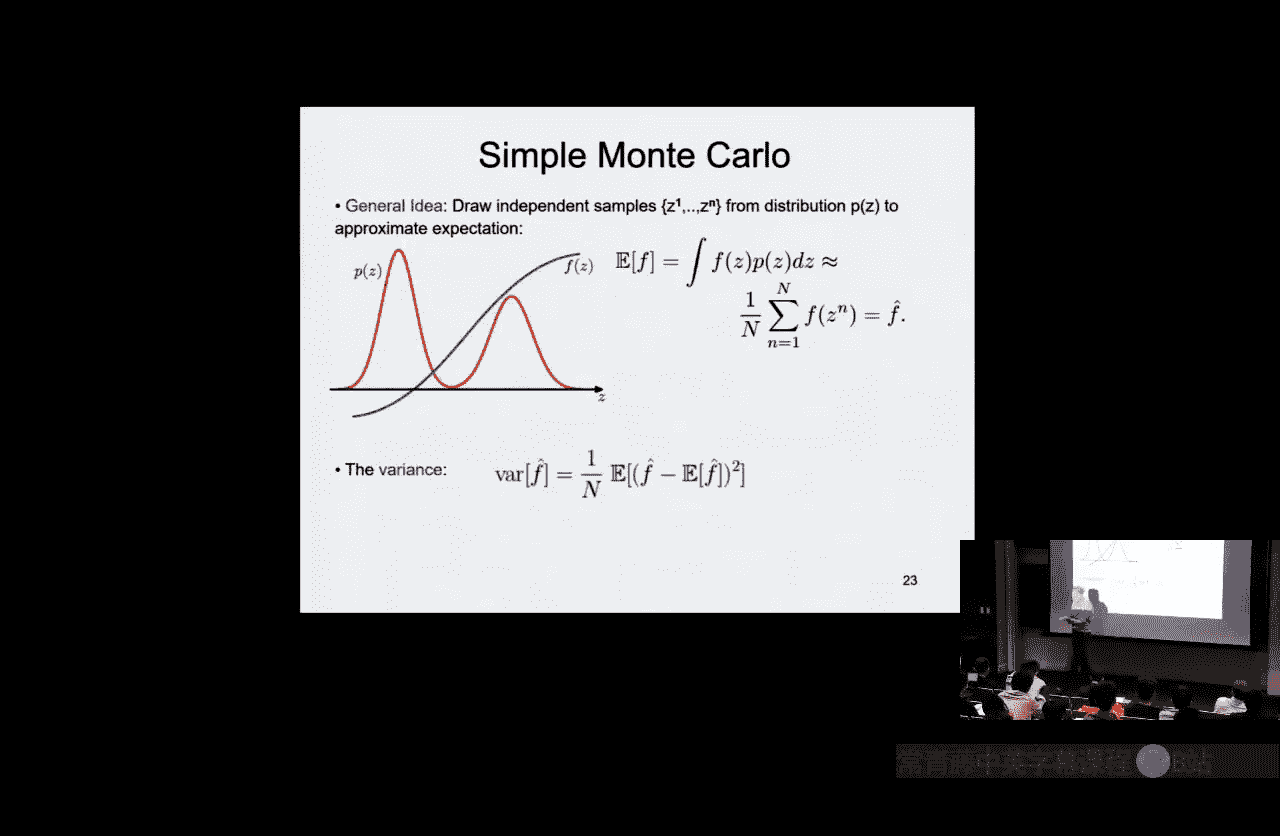 Simple Monte Carlo
• General Idea: Draw independent samples {z¹,..,zⁿ} from distribution p(z) to
approximate expectation:
p(z)
f(z)
z
𝔼[f] = ∫ f(z)p(z)dz ≈
1/N ∑_{n=1}^{N} f(zⁿ) = f̂.
• The variance:
var[f̂] = 1/N 𝔼[(f̂ − 𝔼[f̂])²]
23